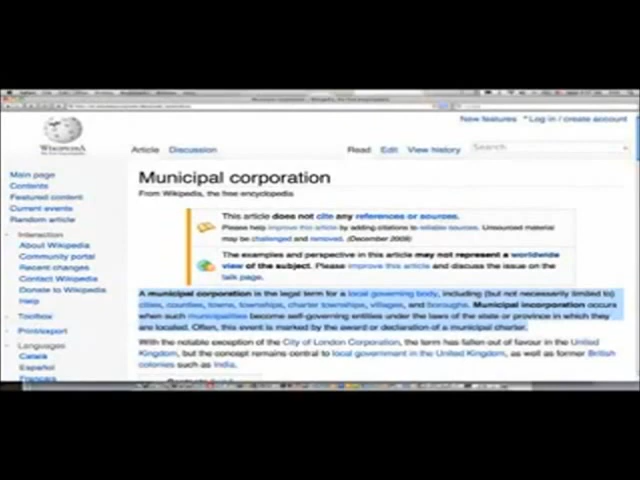 New features
Log in / create account
WIKIPEDIA
The Free Encyclopedia
Article Discussion Read Edit View history Search
Main page
Contents
Featured content
Current events
Random article
Interaction
About Wikipedia
Community portal
Recent changes
Contact Wikipedia
Donate to Wikipedia
Help
Toolbox
Print/export
Languages
Català
Español
Français
Municipal corporation
From Wikipedia, the free encyclopedia
This article does not cite any references or sources.
Please help improve this article by adding citations to reliable sources. Unsourced material
may be challenged and removed. (December 2009)
The examples and perspective in this article may not represent a worldwide
view of the subject. Please improve this article and discuss the issue on the
talk page.
A municipal corporation is the legal term for a local governing body, including (but not necessarily limited to)
cities, counties, towns, townships, charter townships, villages, and boroughs. Municipal incorporation occurs
when such municipalities become self-governing entities under the laws of the state or province in which they
are located. Often, this event is marked by the award or declaration of a municipal charter.
With the notable exception of the City of London Corporation, the term has fallen out of favour in the United
Kingdom, but the concept remains central to local government in the United Kingdom, as well as former British
colonies such as India.